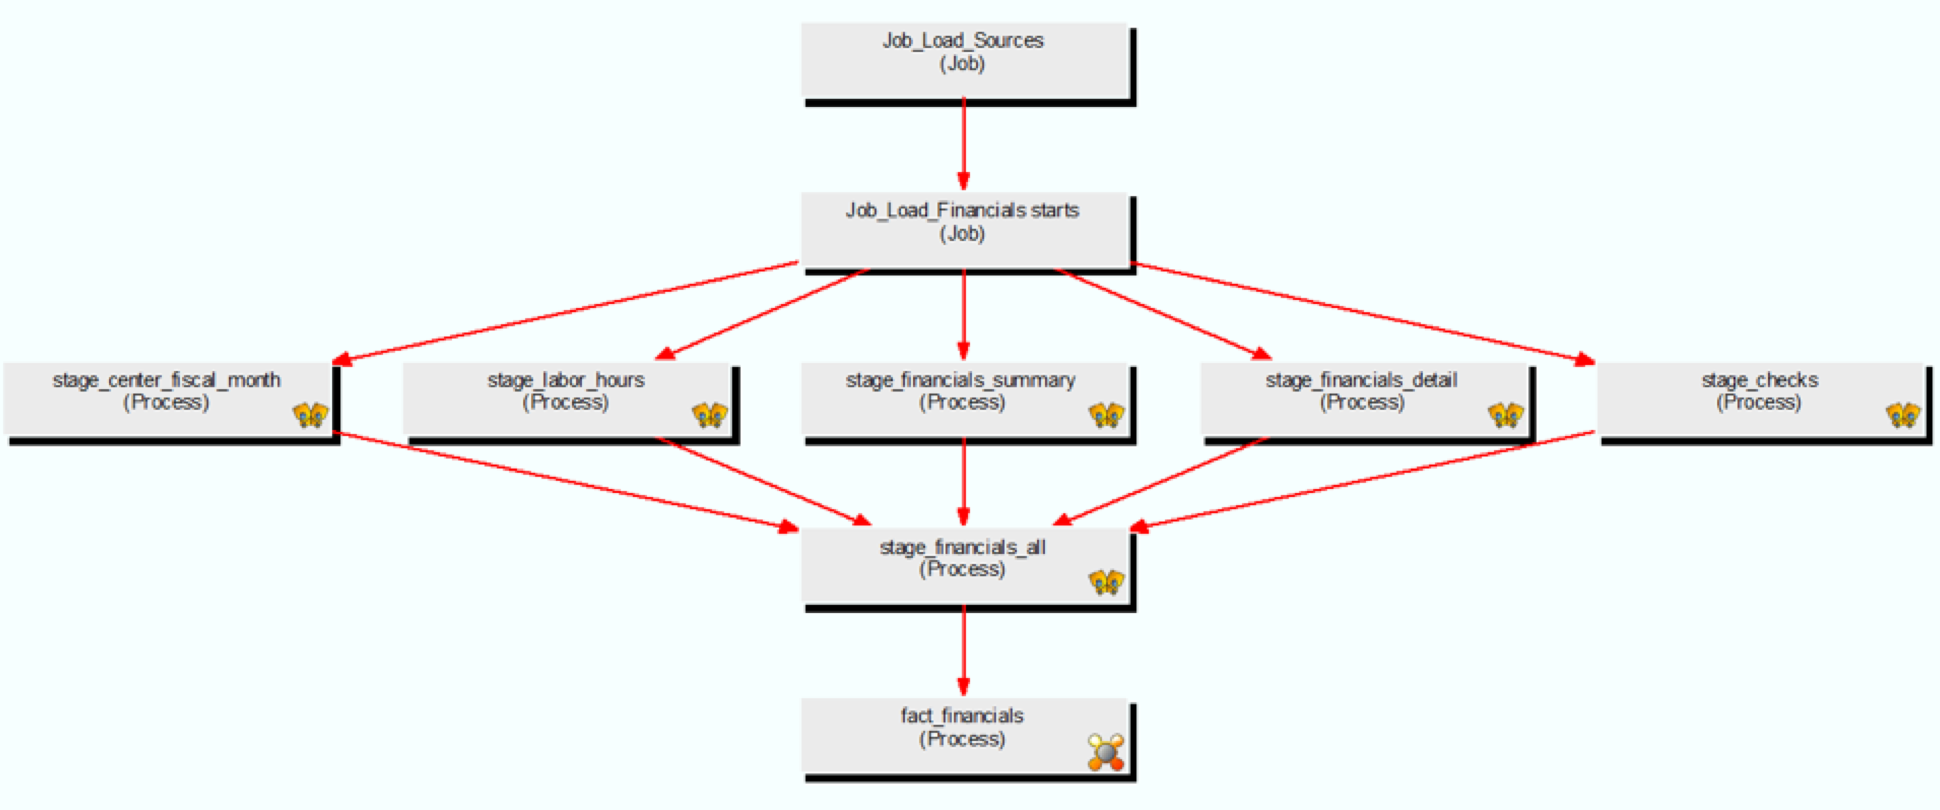 Job_Load_Sources
(Job)
Job_Load_Financials starts
(Job)
stage_center_fiscal_month
(Process)
stage_labor_hours
(Process)
stage_financials_summary
(Process)
stage_financials_detail
(Process)
stage_checks
(Process)
stage_financials_all
(Process)
fact_financials
(Process)